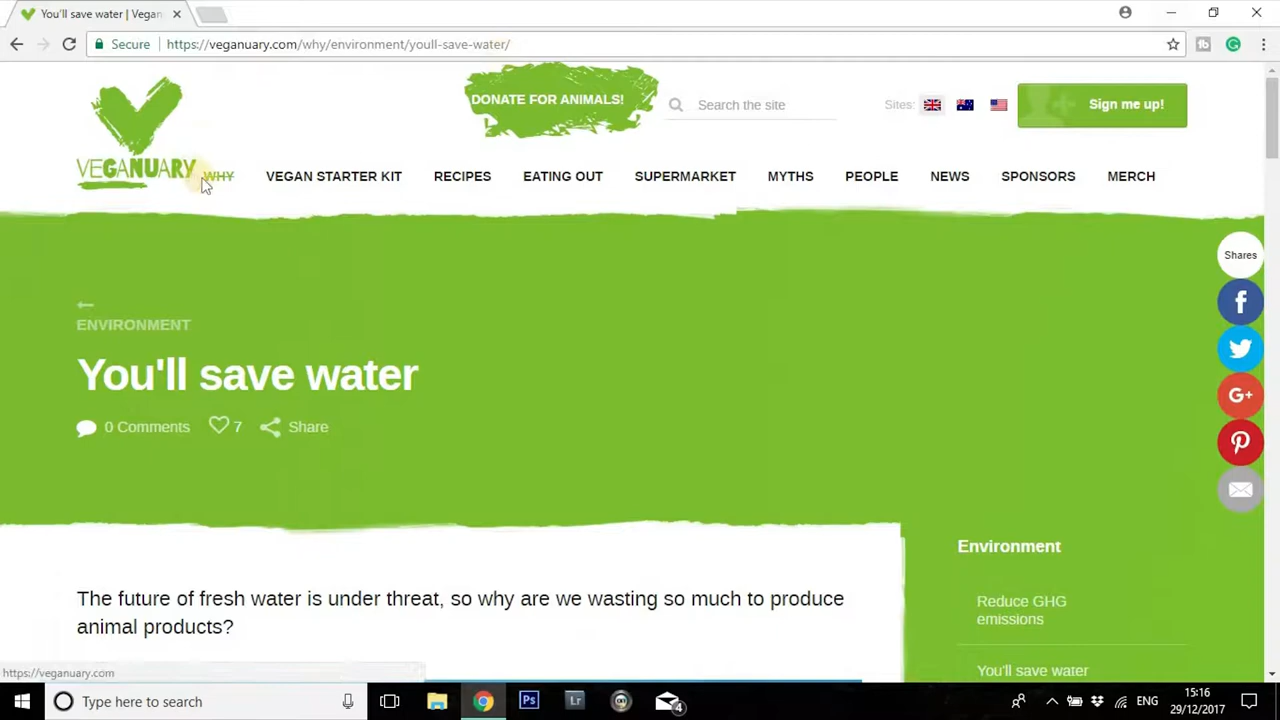 You'll save water | Vegan
Secure
https://veganuary.com/why/environment/youll-save-water/
DONATE FOR ANIMALS!
Search the site
Sites:
Sign me up!
VEGANUARY
WHY
VEGAN STARTER KIT
RECIPES
EATING OUT
SUPERMARKET
MYTHS
PEOPLE
NEWS
SPONSORS
MERCH
Shares
ENVIRONMENT
You'll save water
0 Comments
7
Share
The future of fresh water is under threat, so why are we wasting so much to produce
animal products?
Environment
Reduce GHG
emissions
You'll save water
https://veganuary.com
Type here to search
Ps
Lr
4
ENG
15:16
29/12/2017